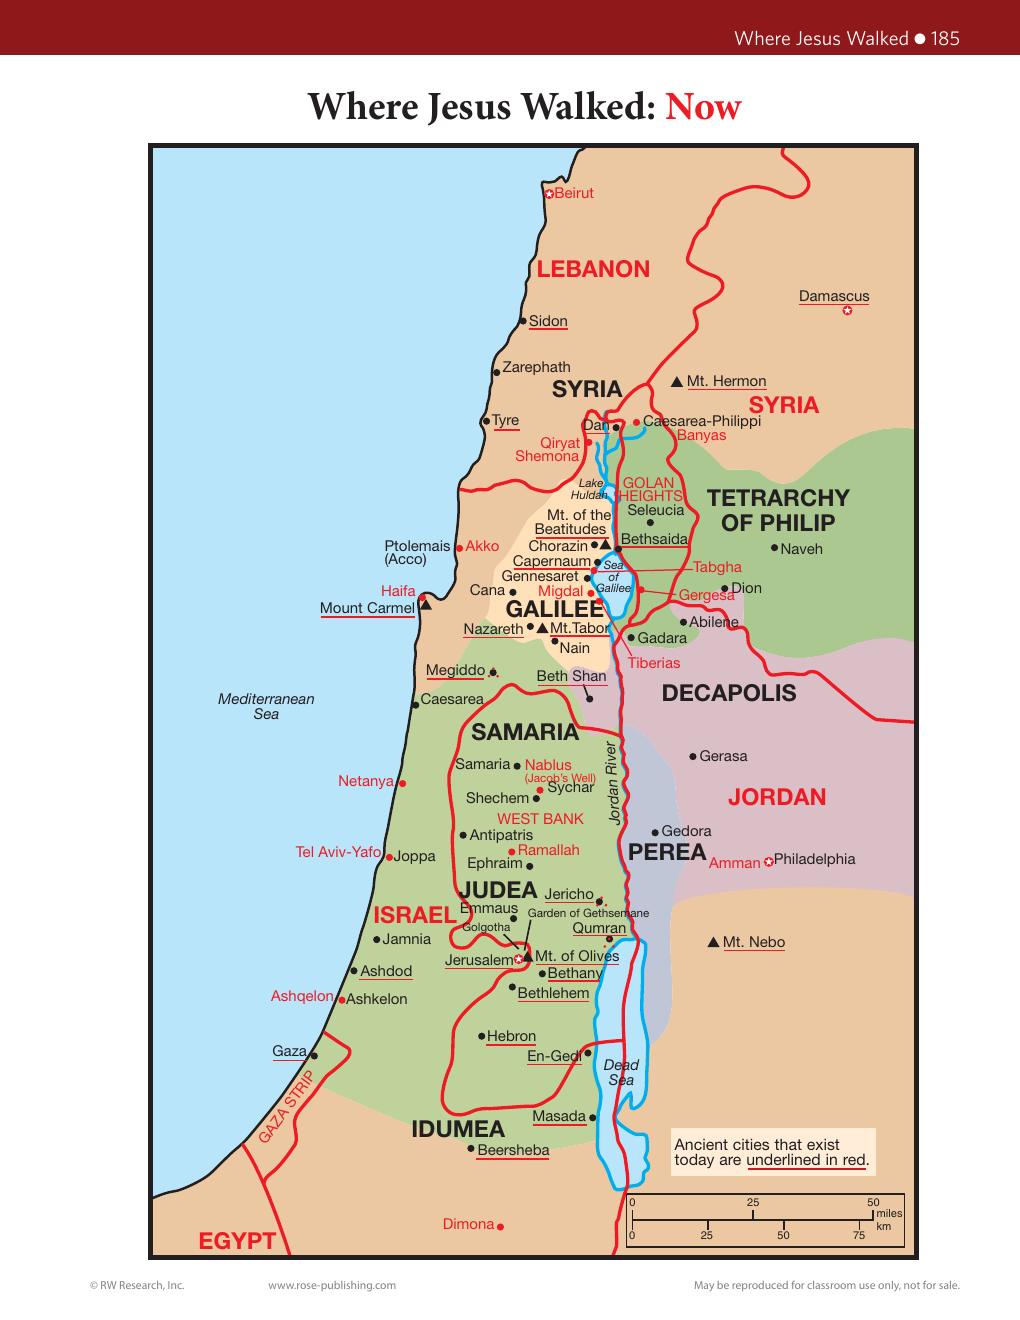 Where Jesus Walked ● 185
Where Jesus Walked: Now
Beirut
LEBANON
Damascus
Sidon
Zarephath
SYRIA
Mt. Hermon
SYRIA
Tyre
Dan
Caesarea-Philippi
Banyas
Qiryat
Shemona
Lake
Huldah
GOLAN
HEIGHTS
Seleucia
TETRARCHY
OF PHILIP
Mt. of the
Beatitudes
Bethsaida
Naveh
Ptolemais
(Acco)
Akko
Chorazin
Capernaum
Gennesaret
Sea
of
Galilee
Tabgha
Haifa
Mount Carmel
Cana
Migdal
Gergesa
Dion
GALILEE
Nazareth
Mt.Tabor
Abilene
Gadara
Nain
Tiberias
Megiddo
Beth Shan
DECAPOLIS
Mediterranean
Sea
Caesarea
SAMARIA
Jordan River
Gerasa
Samaria
Nablus
(Jacob's Well)
Sychar
Netanya
Shechem
JORDAN
WEST BANK
Antipatris
Gedora
Tel Aviv-Yafo
Joppa
Ramallah
Ephraim
PEREA
Amman
Philadelphia
JUDEA
Jericho
ISRAEL
Emmaus
Garden of Gethsemane
Golgotha
Qumran
Jamnia
Mt. Nebo
Jerusalem
Mt. of Olives
Ashdod
Bethany
Ashqelon
Ashkelon
Bethlehem
Hebron
Gaza
En-Gedi
Dead
Sea
GAZA STRIP
Masada
IDUMEA
Beersheba
Ancient cities that exist
today are underlined in red.
0 25 50
miles
km
0 25 50 75
Dimona
EGYPT
© RW Research, Inc. www.rose-publishing.com May be reproduced for classroom use only, not for sale.